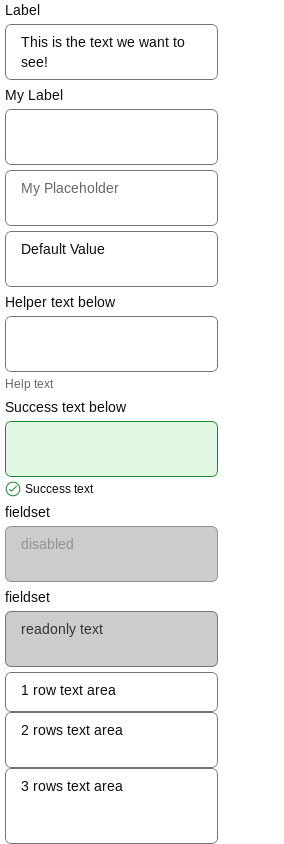 Label
This is the text we want to
see!
My Label
My Placeholder
Default Value
Helper text below
Help text
Success text below
Success text
fieldset
disabled
fieldset
readonly text
1 row text area
2 rows text area
3 rows text area